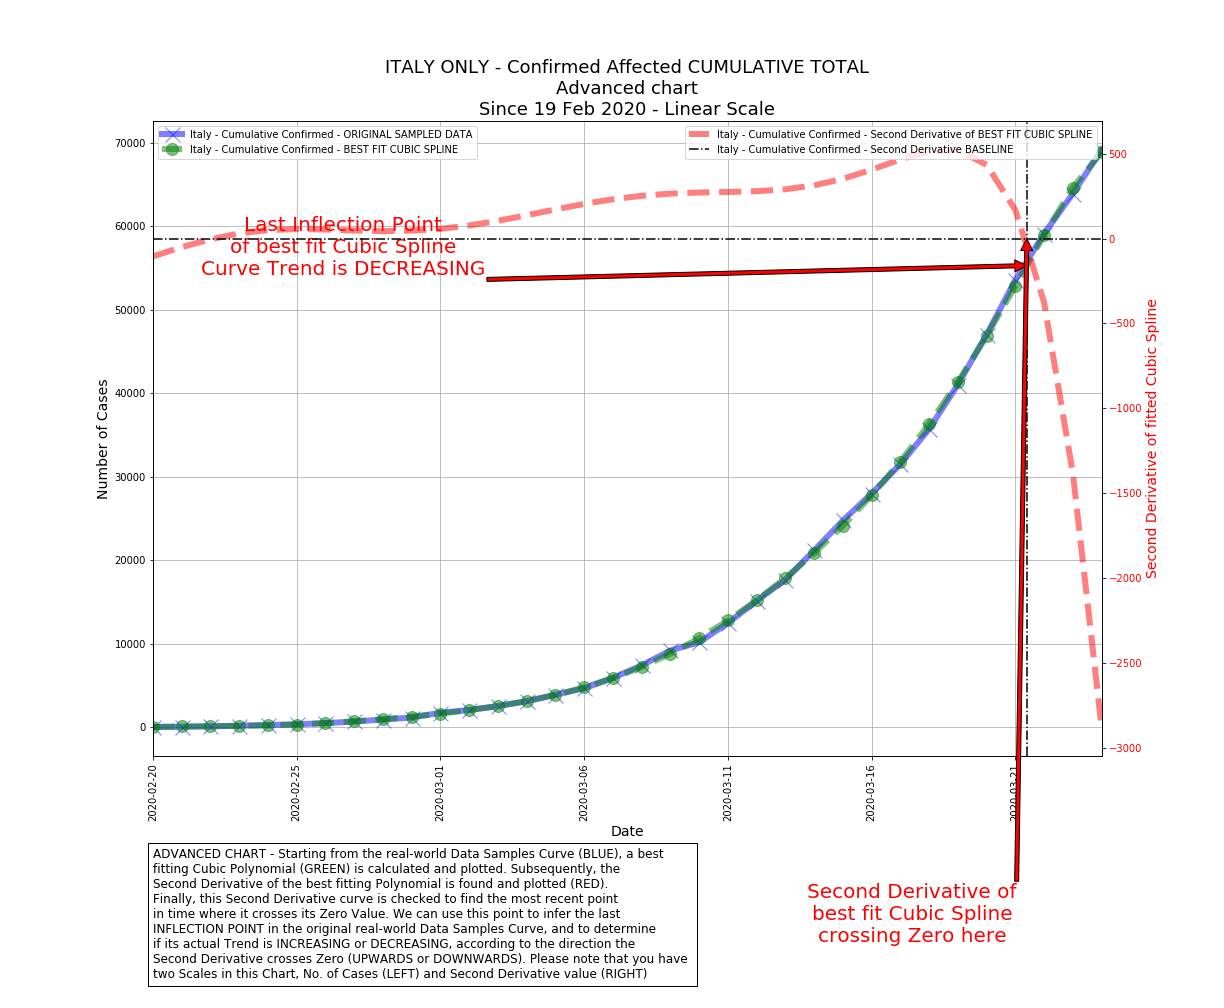 ITALY ONLY - Confirmed Affected CUMULATIVE TOTAL
Advanced chart
Since 19 Feb 2020 - Linear Scale
Italy - Cumulative Confirmed - ORIGINAL SAMPLED DATA
Italy - Cumulative Confirmed - BEST FIT CUBIC SPLINE
Italy - Cumulative Confirmed - Second Derivative of BEST FIT CUBIC SPLINE
Italy - Cumulative Confirmed - Second Derivative BASELINE
Number of Cases
70000
60000
50000
40000
30000
20000
10000
0
Last Inflection Point
of best fit Cubic Spline
Curve Trend is DECREASING
500
0
−500
−1000
−1500
−2000
−2500
−3000
Second Derivative of fitted Cubic Spline
2020-02-20
2020-02-25
2020-03-01
2020-03-06
2020-03-11
2020-03-16
2020-03-21
Date
ADVANCED CHART - Starting from the real-world Data Samples Curve (BLUE), a best
fitting Cubic Polynomial (GREEN) is calculated and plotted. Subsequently, the
Second Derivative of the best fitting Polynomial is found and plotted (RED).
Finally, this Second Derivative curve is checked to find the most recent point
in time where it crosses its Zero Value. We can use this point to infer the last
INFLECTION POINT in the original real-world Data Samples Curve, and to determine
if its actual Trend is INCREASING or DECREASING, according to the direction the
Second Derivative crosses Zero (UPWARDS or DOWNWARDS). Please note that you have
two Scales in this Chart, No. of Cases (LEFT) and Second Derivative value (RIGHT)
Second Derivative of
best fit Cubic Spline
crossing Zero here